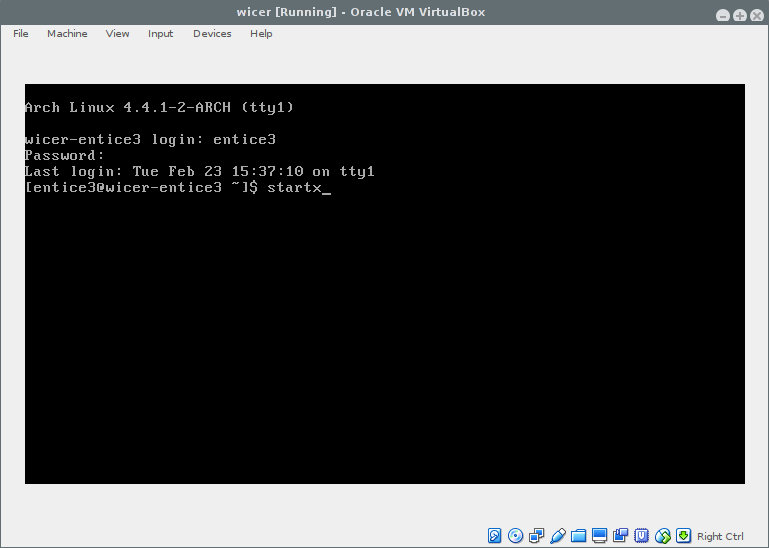 wicer [Running] - Oracle VM VirtualBox
File Machine View Input Devices Help
Arch Linux 4.4.1-2-ARCH (tty1)
wicer-entice3 login: entice3
Password:
Last login: Tue Feb 23 15:37:10 on tty1
[entice3@wicer-entice3 ~]$ startx_
Right Ctrl